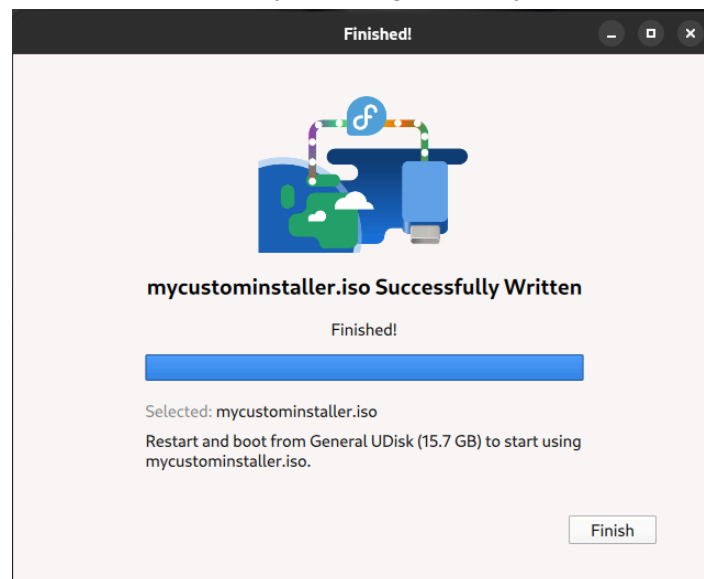 Finished!
mycustominstaller.iso Successfully Written
Finished!
Selected: mycustominstaller.iso
Restart and boot from General UDisk (15.7 GB) to start using
mycustominstaller.iso.
Finish